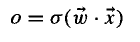 o = σ(w⃗ · x⃗)